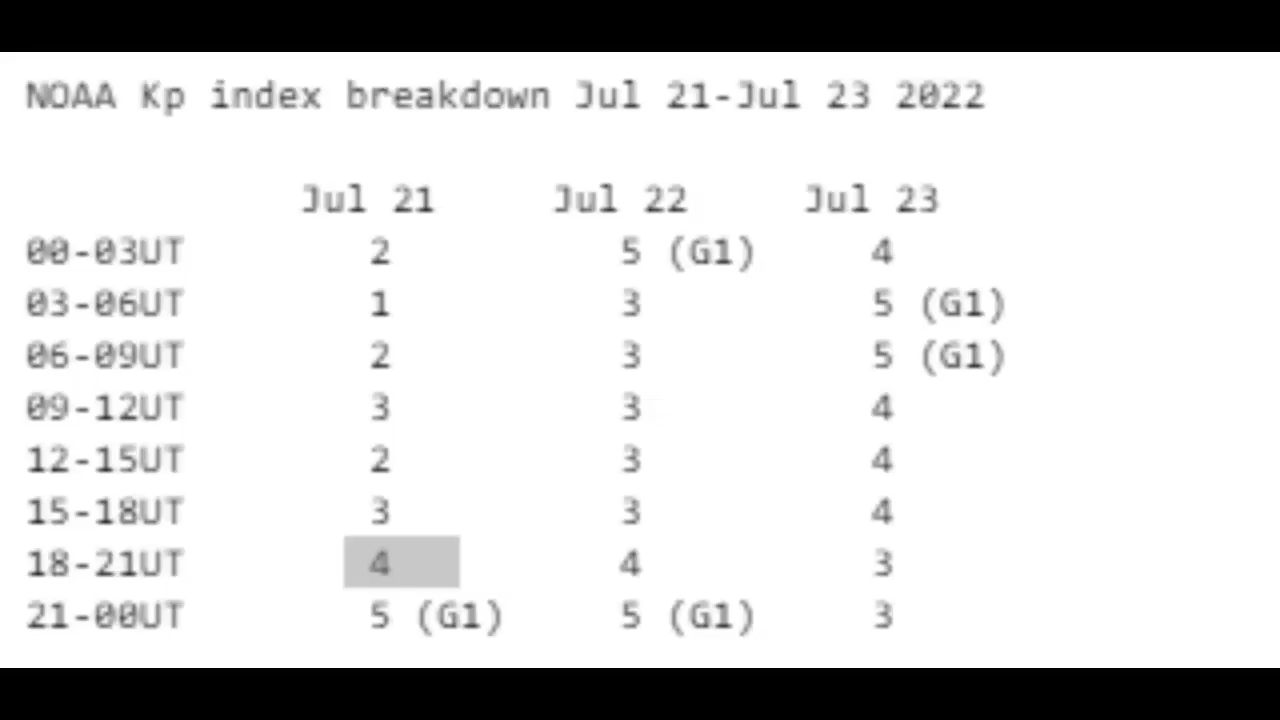 NOAA Kp index breakdown Jul 21-Jul 23 2022
Jul 21 Jul 22 Jul 23
00-03UT 2 5 (G1) 4
03-06UT 1 3 5 (G1)
06-09UT 2 3 5 (G1)
09-12UT 3 3 4
12-15UT 2 3 4
15-18UT 3 3 4
18-21UT 4 4 3
21-00UT 5 (G1) 5 (G1) 3